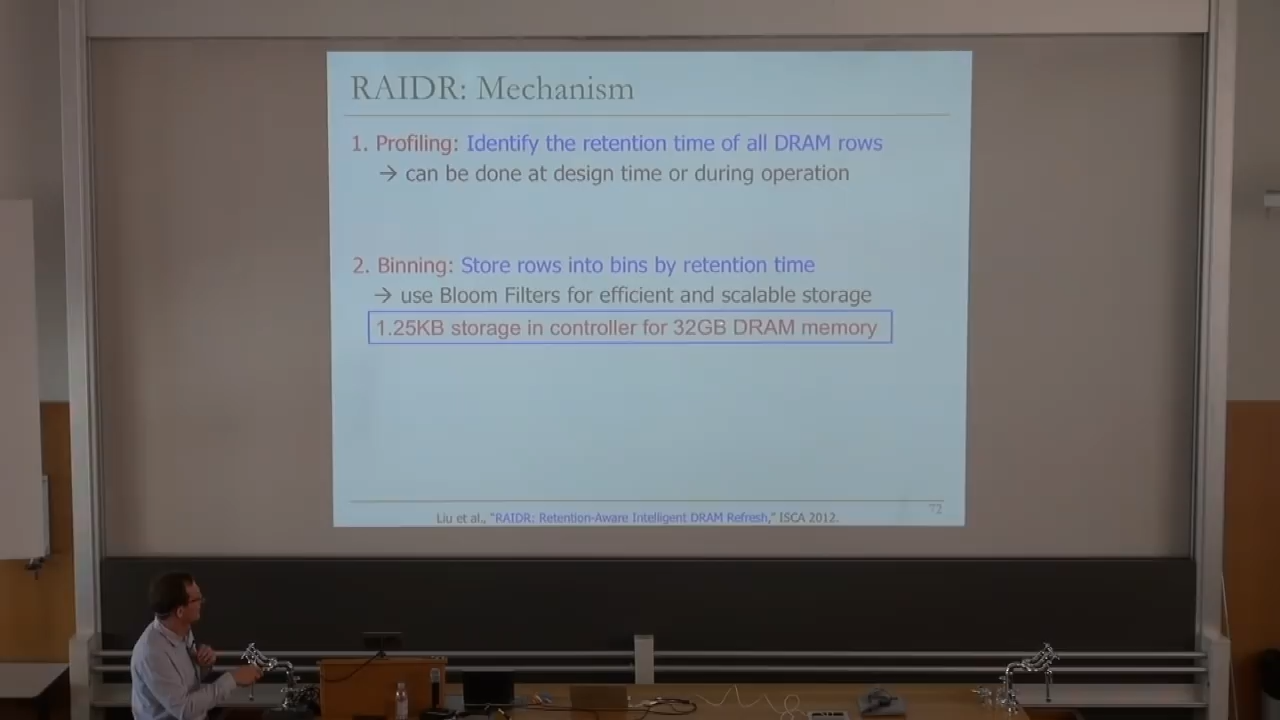 RAIDR: Mechanism
1. Profiling: Identify the retention time of all DRAM rows
→ can be done at design time or during operation
2. Binning: Store rows into bins by retention time
→ use Bloom Filters for efficient and scalable storage
1.25KB storage in controller for 32GB DRAM memory
Liu et al., "RAIDR: Retention-Aware Intelligent DRAM Refresh," ISCA 2012.
72